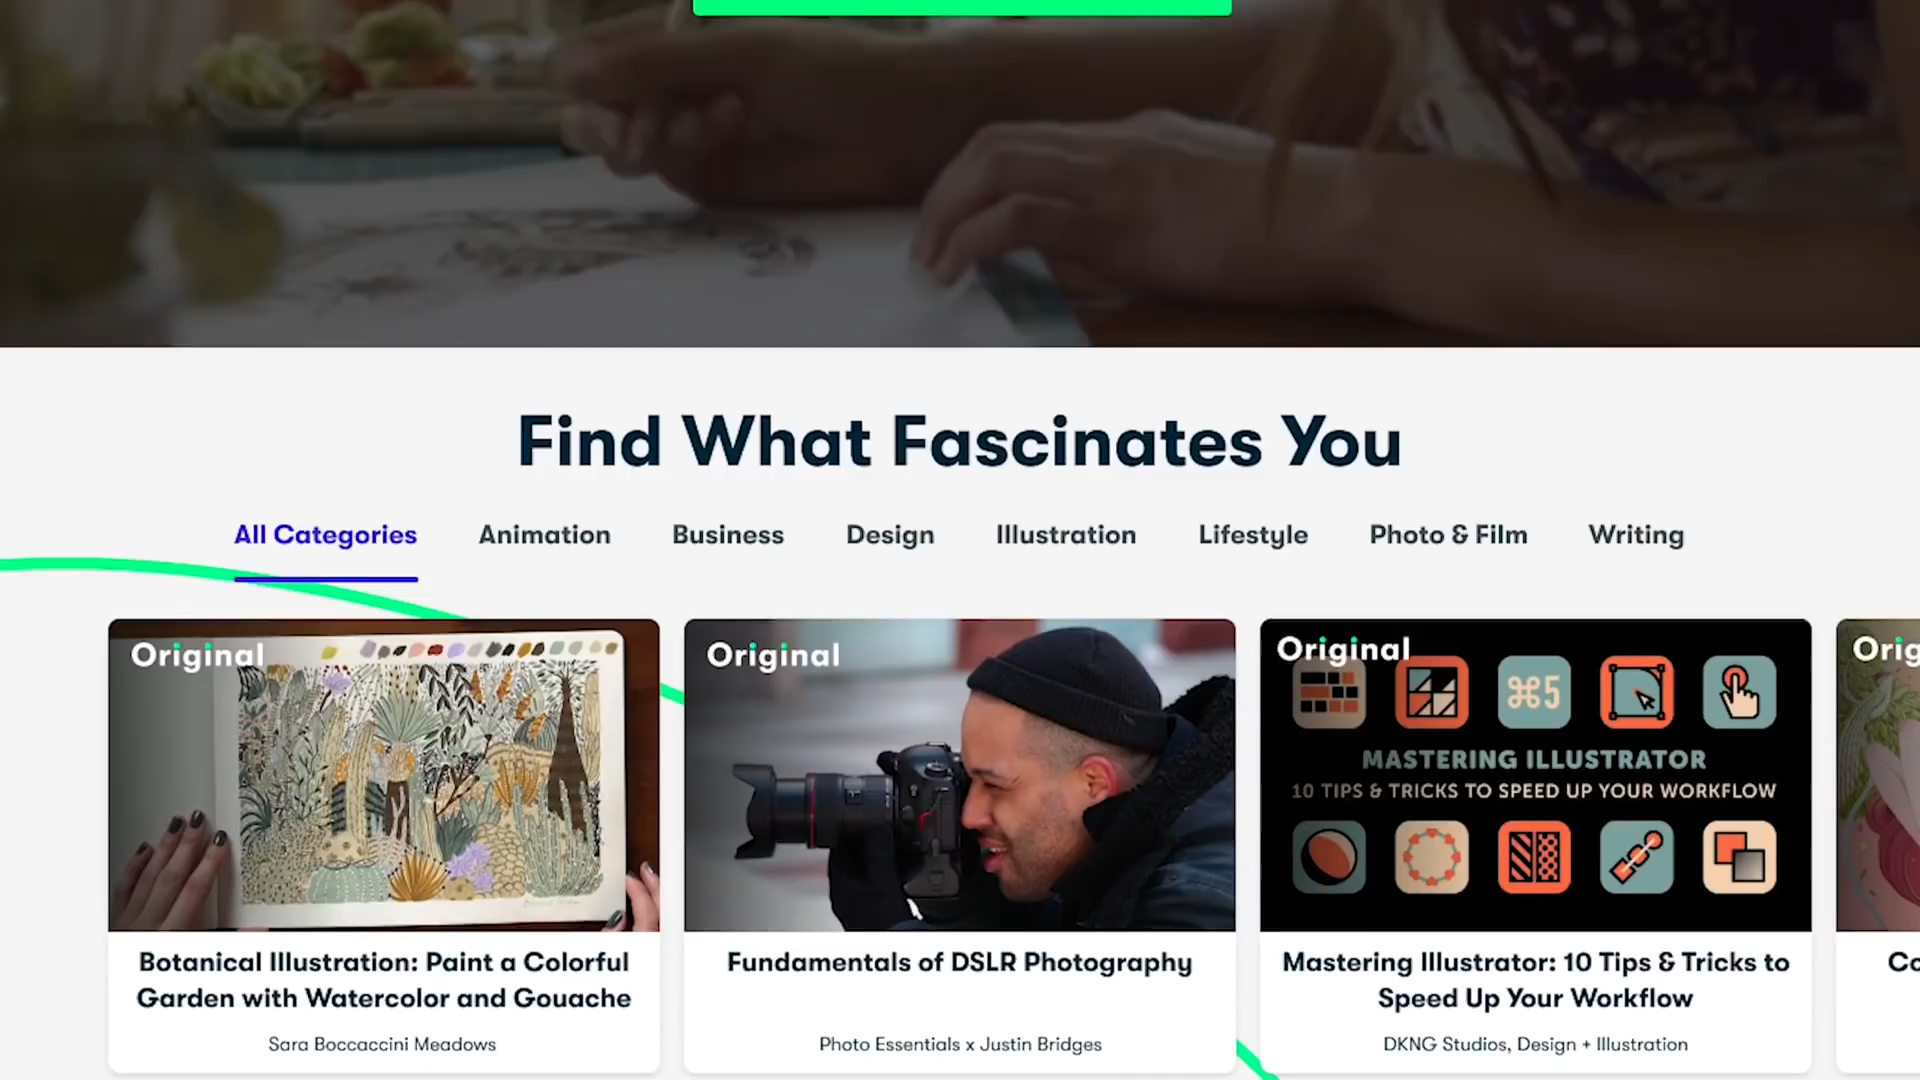 Find What Fascinates You
All Categories
Animation
Business
Design
Illustration
Lifestyle
Photo & Film
Writing
Original
Botanical Illustration: Paint a Colorful
Garden with Watercolor and Gouache
Sara Boccaccini Meadows
Original
Fundamentals of DSLR Photography
Photo Essentials x Justin Bridges
Original
⌘5
MASTERING ILLUSTRATOR
10 TIPS & TRICKS TO SPEED UP YOUR WORKFLOW
Mastering Illustrator: 10 Tips & Tricks to
Speed Up Your Workflow
DKNG Studios, Design + Illustration